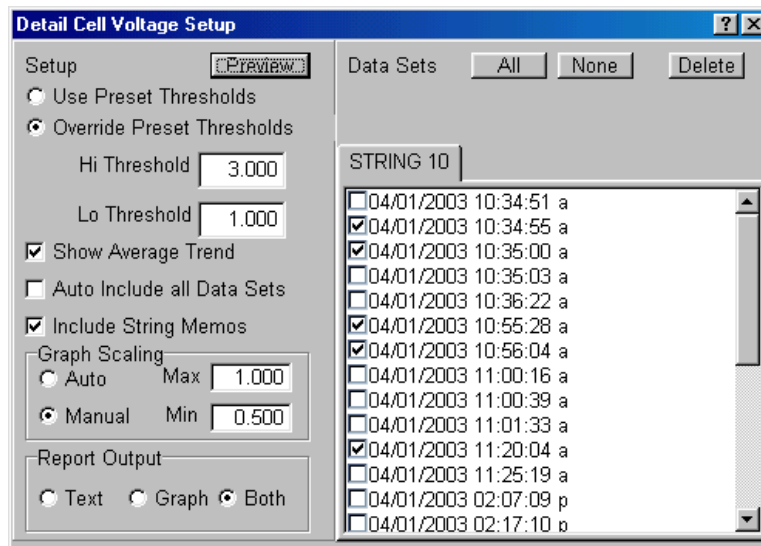 Detail Cell Voltage Setup
Setup
Preview
Use Preset Thresholds
Override Preset Thresholds
Hi Threshold 3.000
Lo Threshold 1.000
Show Average Trend
Auto Include all Data Sets
Include String Memos
Graph Scaling
Auto Max 1.000
Manual Min 0.500
Report Output
Text Graph Both
Data Sets All None Delete
STRING 10
04/01/2003 10:34:51 a
04/01/2003 10:34:55 a
04/01/2003 10:35:00 a
04/01/2003 10:35:03 a
04/01/2003 10:36:22 a
04/01/2003 10:55:28 a
04/01/2003 10:56:04 a
04/01/2003 11:00:16 a
04/01/2003 11:00:39 a
04/01/2003 11:01:33 a
04/01/2003 11:20:04 a
04/01/2003 11:25:19 a
04/01/2003 02:07:09 p
04/01/2003 02:17:10 p